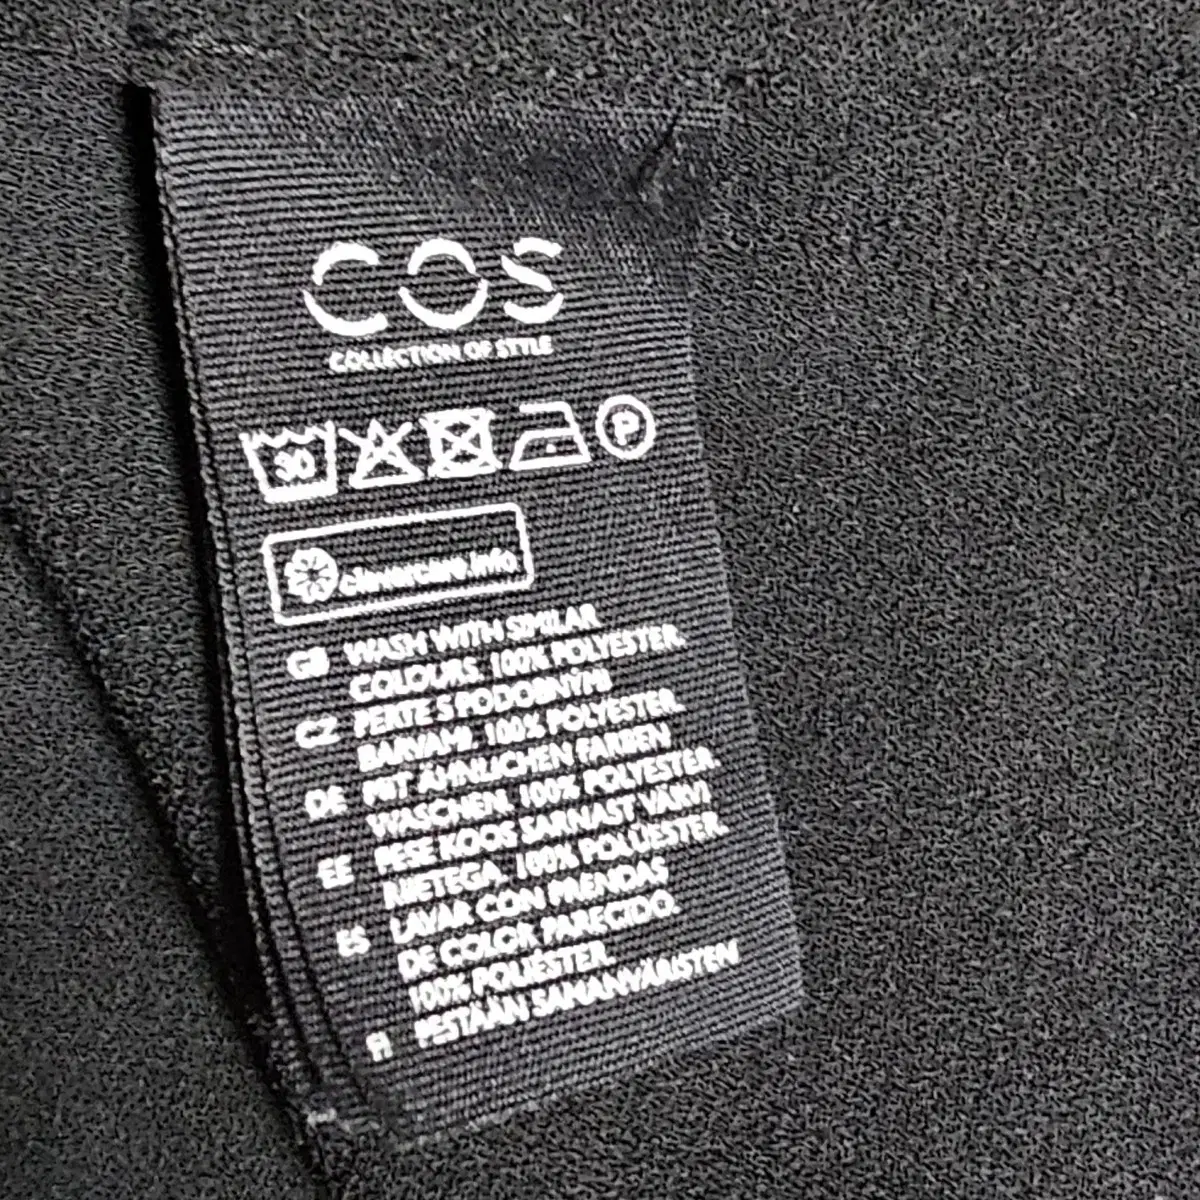 COS
COLLECTION OF STYLE
30
P
clevercare.info
GB WASH WITH SIMILAR
COLOURS. 100% POLYESTER.
CZ PERTE S PODOBNÝMI
BARVAMI. 100% POLYESTER.
DE MIT ÄHNLICHEN FARBEN
WASCHEN. 100% POLYESTER.
EE PESE KOOS SARNAST VÄRVI
RIIETEGA. 100% POLÜESTER.
ES LAVAR CON PRENDAS
DE COLOR PARECIDO.
100% POLIÉSTER.
FI PESTÄÄN SAMANVÄRISTEN